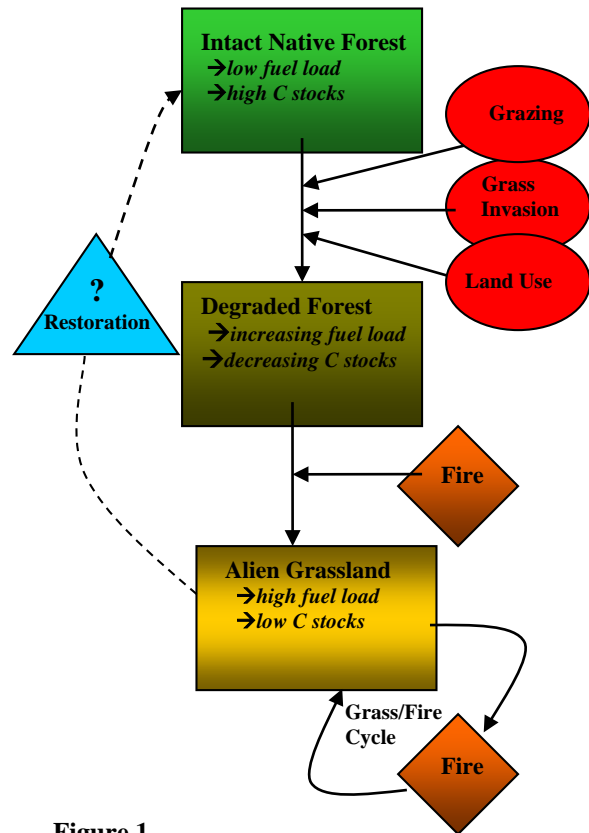 Intact Native Forest
→low fuel load
→high C stocks
Grazing
Grass
Invasion
Land Use
?
Restoration
Degraded Forest
→increasing fuel load
→decreasing C stocks
Fire
Alien Grassland
→high fuel load
→low C stocks
Grass/Fire
Cycle
Fire
Figure 1